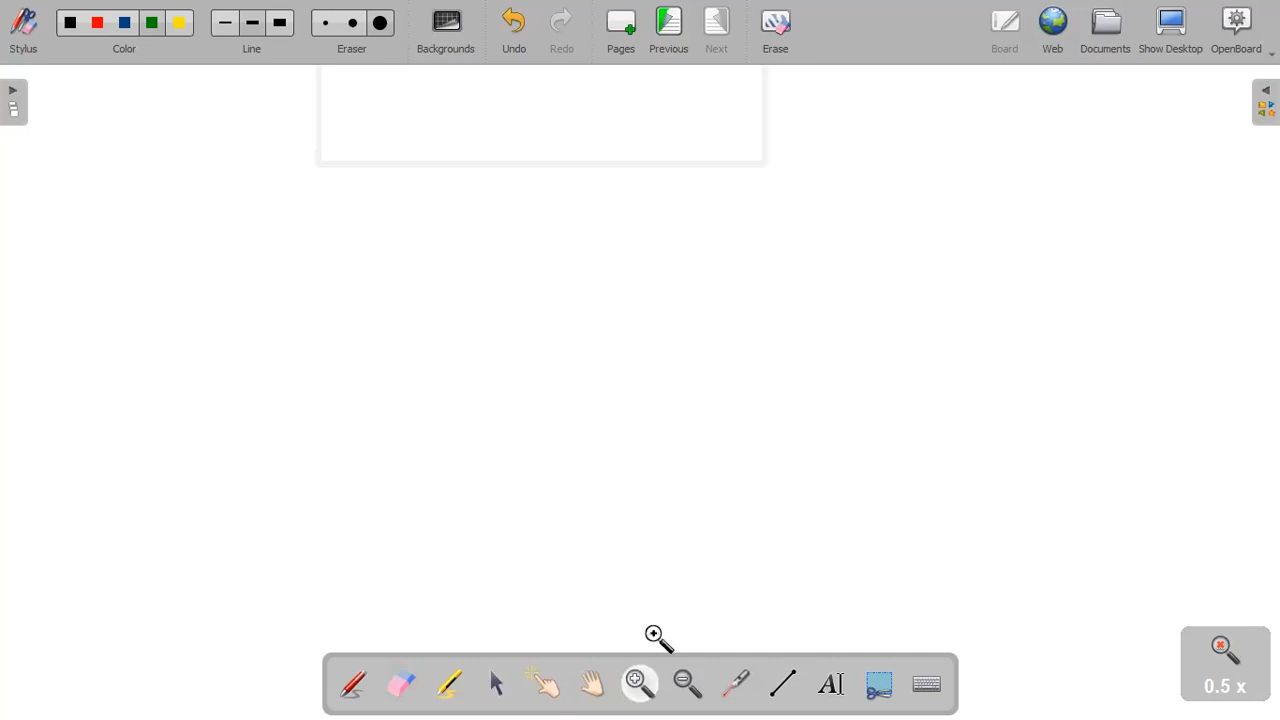 Stylus Color Line Eraser Backgrounds Undo Redo Pages Previous Next Erase Board Web Documents Show Desktop OpenBoard
AI
0.5 x